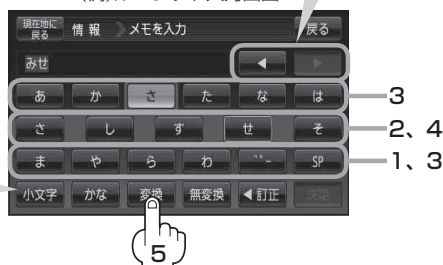 現在地に戻る 情報 メモを入力 戻る
みせ ◀ ▶
あ か さ た な は 3
さ し す せ そ 2、4
ま や ら わ SP 1、3
小文字 かな 変換 無変換 ◀訂正 決定
5